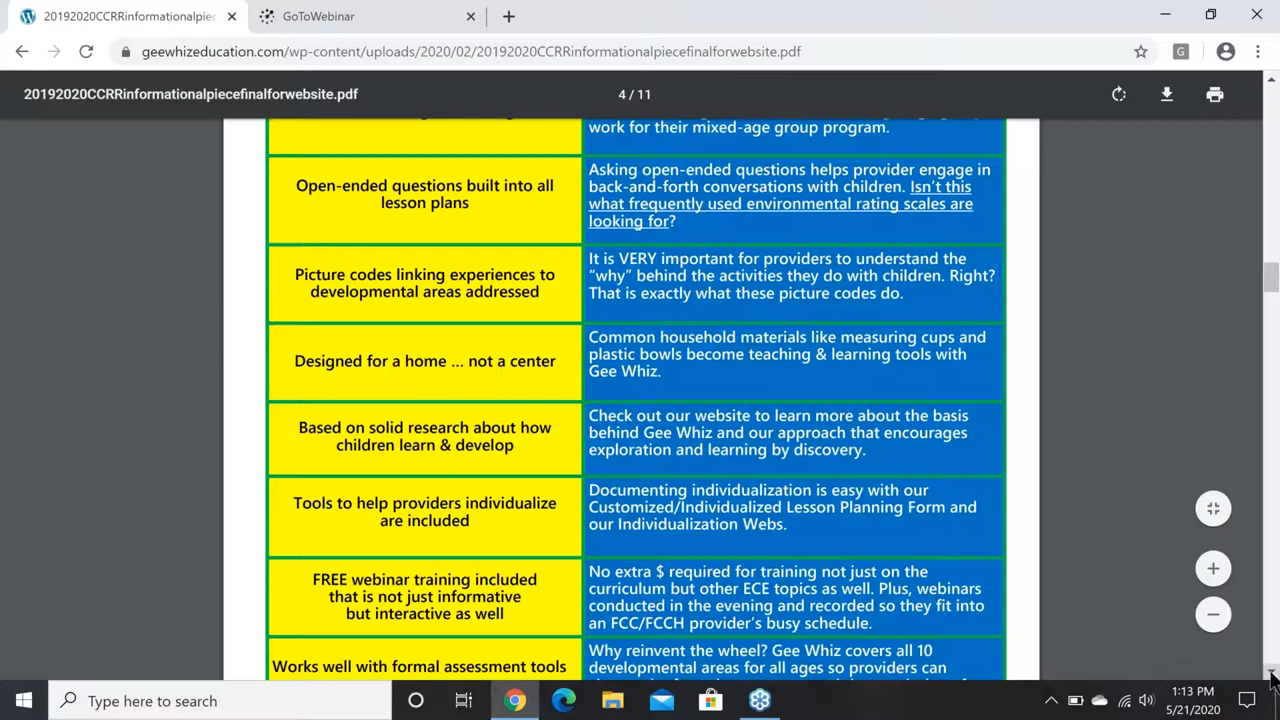 20192020CCRRinformationalpiec
GoToWebinar
geewhizeducation.com/wp-content/uploads/2020/02/20192020CCRRinformationalpiecefinalforwebsite.pdf
G
20192020CCRRinformationalpiecefinalforwebsite.pdf
4 / 11
work for their mixed-age group program.
Open-ended questions built into all
lesson plans
Asking open-ended questions helps provider engage in
back-and-forth conversations with children. Isn't this
what frequently used environmental rating scales are
looking for?
Picture codes linking experiences to
developmental areas addressed
It is VERY important for providers to understand the
“why” behind the activities they do with children. Right?
That is exactly what these picture codes do.
Designed for a home ... not a center
Common household materials like measuring cups and
plastic bowls become teaching & learning tools with
Gee Whiz.
Based on solid research about how
children learn & develop
Check out our website to learn more about the basis
behind Gee Whiz and our approach that encourages
exploration and learning by discovery.
Tools to help providers individualize
are included
Documenting individualization is easy with our
Customized/Individualized Lesson Planning Form and
our Individualization Webs.
FREE webinar training included
that is not just informative
but interactive as well
No extra $ required for training not just on the
curriculum but other ECE topics as well. Plus, webinars
conducted in the evening and recorded so they fit into
an FCC/FCCH provider's busy schedule.
Works well with formal assessment tools
Why reinvent the wheel? Gee Whiz covers all 10
developmental areas for all ages so providers can
Type here to search
1:13 PM
5/21/2020